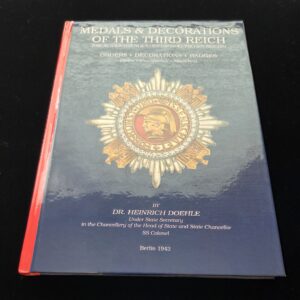 MEDALS & DECORATIONS
OF THE THIRD REICH
ORDERS • DECORATIONS • BADGES
BY
DR. HEINRICH DOEHLE
Under State Secretary
in the Chancellery of the Head of State and State Chancellor
SS Colonel
Berlin 1943